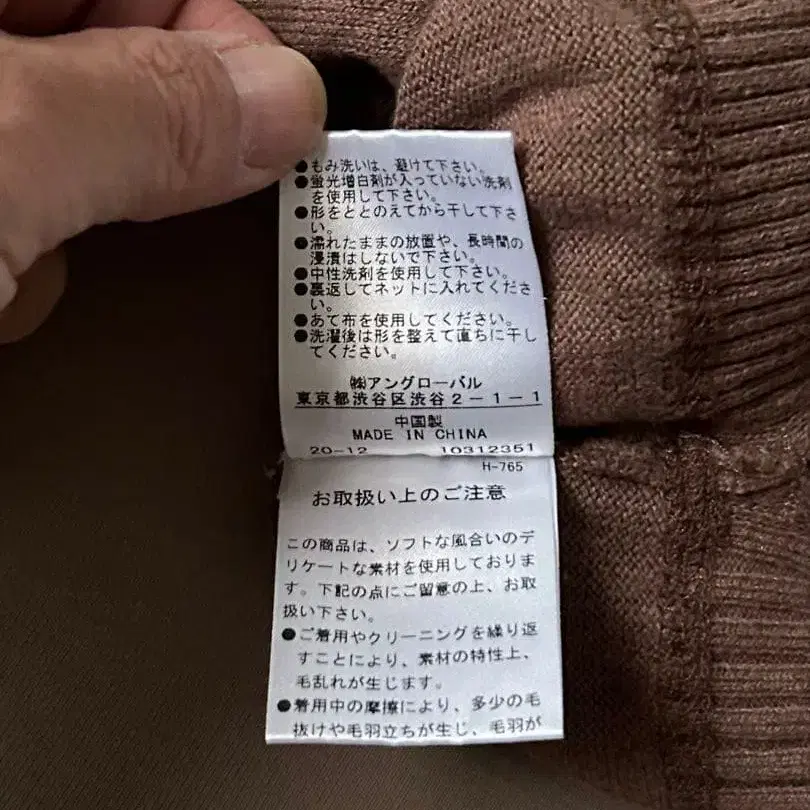 ●もみ洗いは、避けて下さい。
●蛍光増白剤が入っていない洗剤
を使用して下さい。
●形をととのえてから干して下さ
い。
●濡れたままの放置や、長時間の
浸漬はしないで下さい。
●中性洗剤を使用して下さい。
●裏返してネットに入れてくださ
い。
●あて布を使用してください。
●洗濯後は形を整えて直ちに干し
てください。
㈱アングローバル
東京都渋谷区渋谷2-1-1
中国製
MADE IN CHINA
20-12 10312351
H-765
お取扱い上のご注意
この商品は、ソフトな風合いのデ
リケートな素材を使用しておりま
す。下記の点にご留意の上、お取
扱い下さい。
●ご着用やクリーニングを繰り返
すことにより、素材の特性上、
毛乱れが生じます。
●着用中の摩擦により、多少の毛
抜けや毛羽立ちが生じ、毛羽が